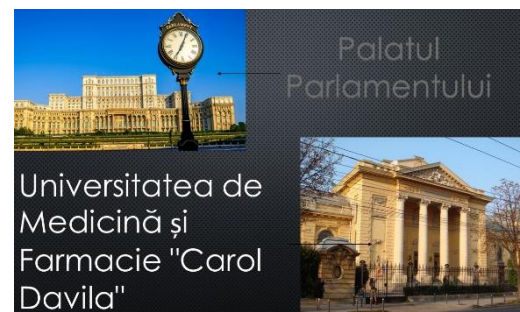 Palatul
Parlamentului
Universitatea de
Medicină și
Farmacie "Carol
Davila"